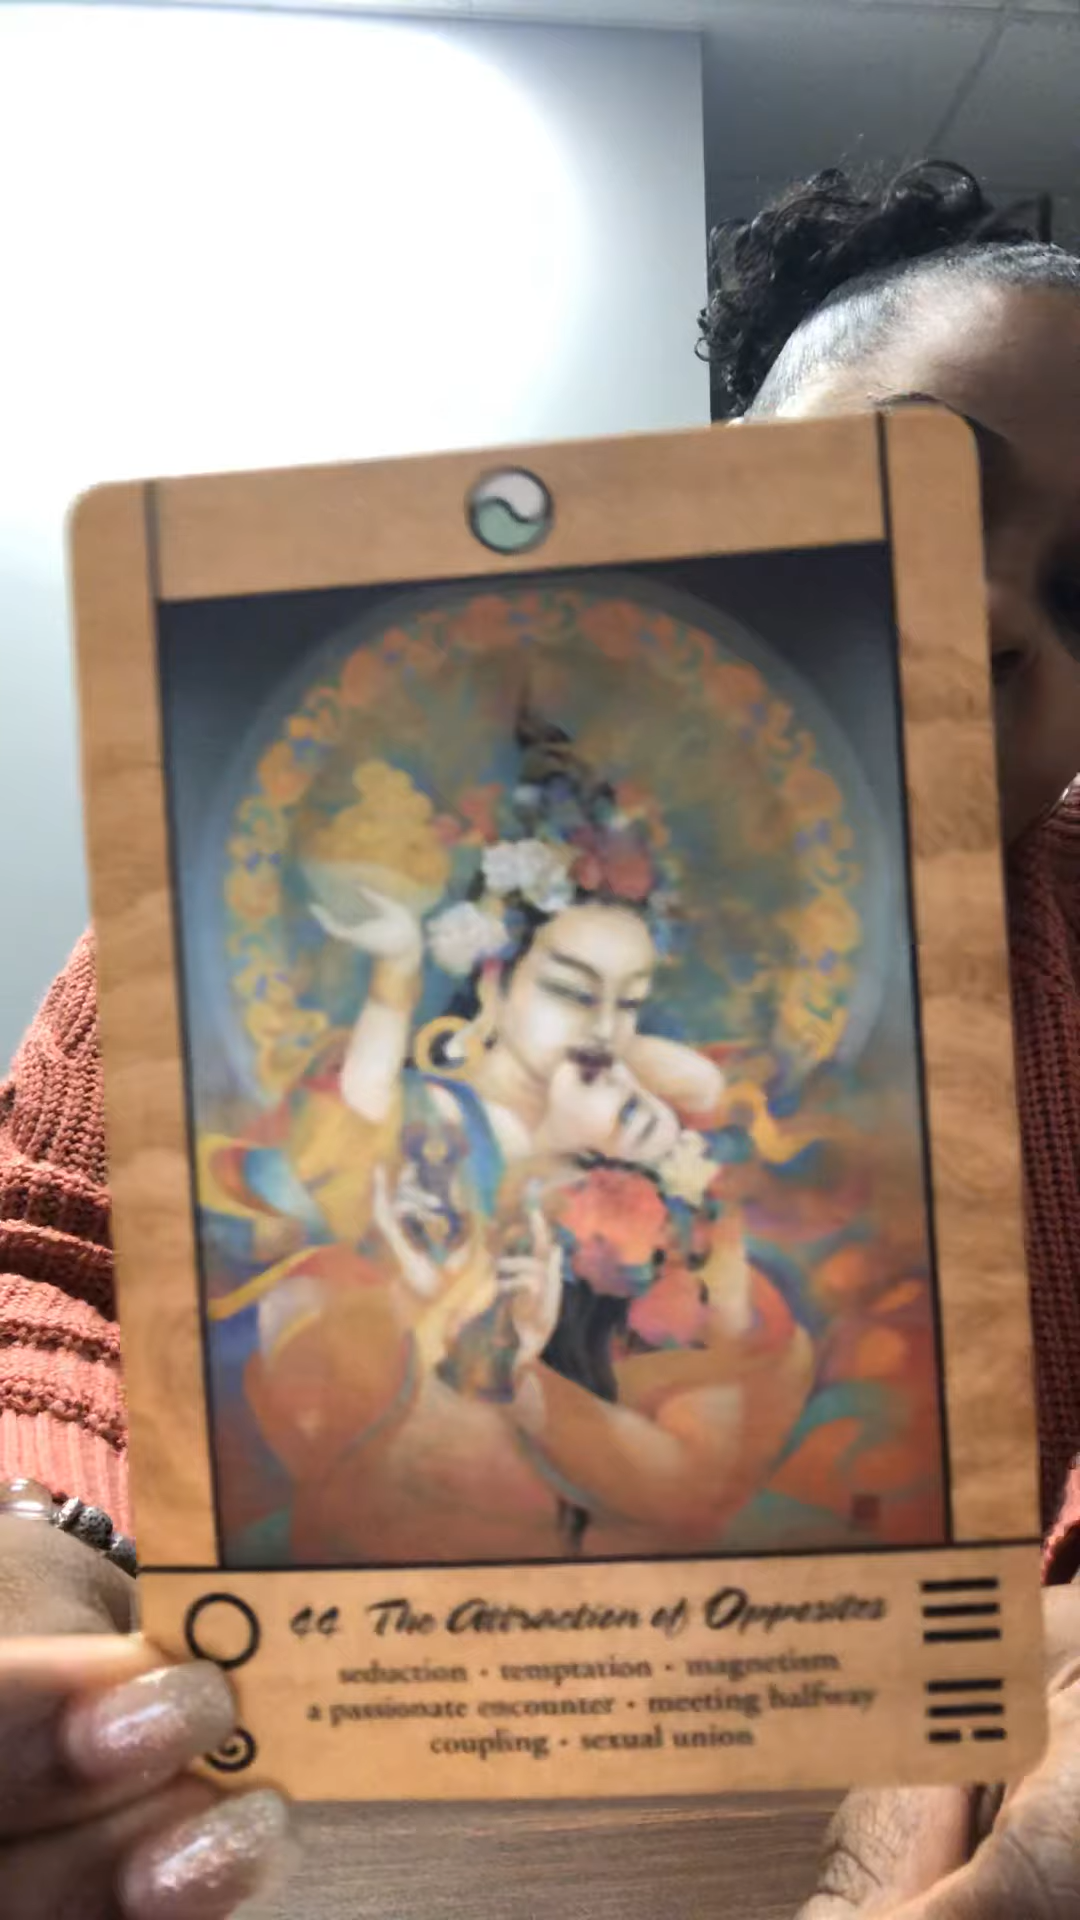 44 The Attraction of Opposites
seduction • temptation • magnetism
a passionate encounter • meeting halfway
coupling • sexual union